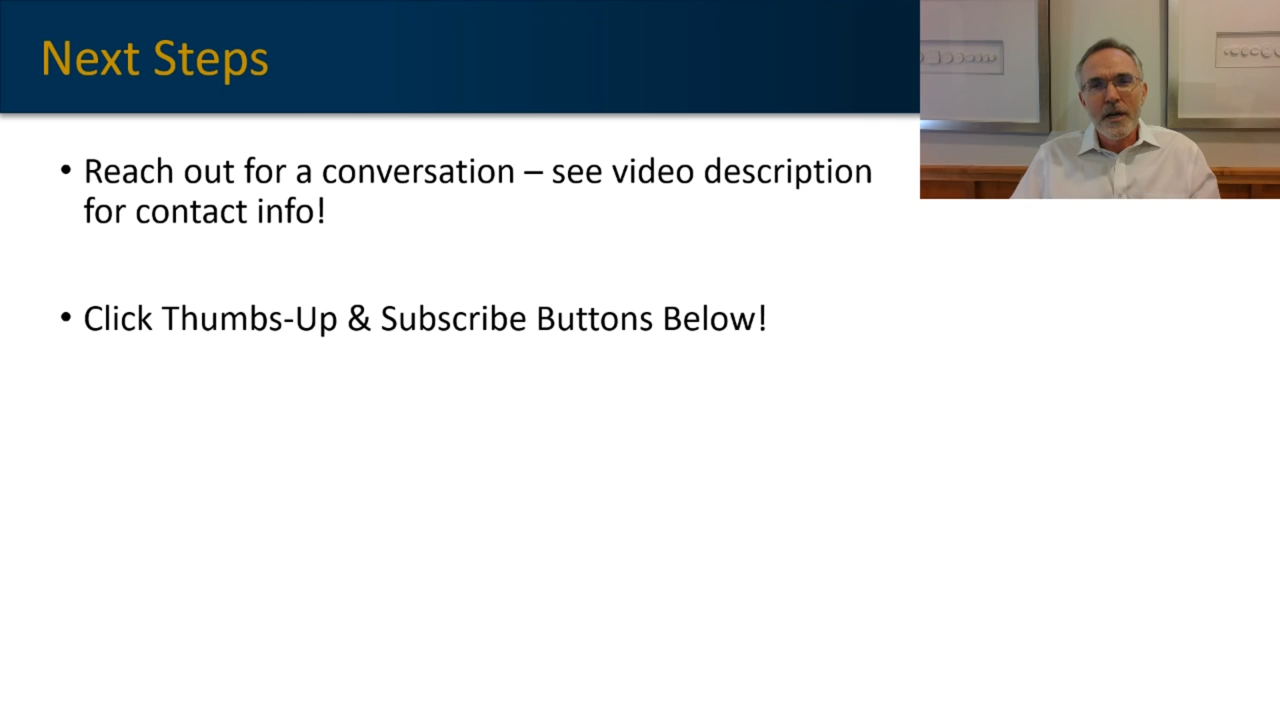 Next Steps
• Reach out for a conversation – see video description
for contact info!
• Click Thumbs-Up & Subscribe Buttons Below!